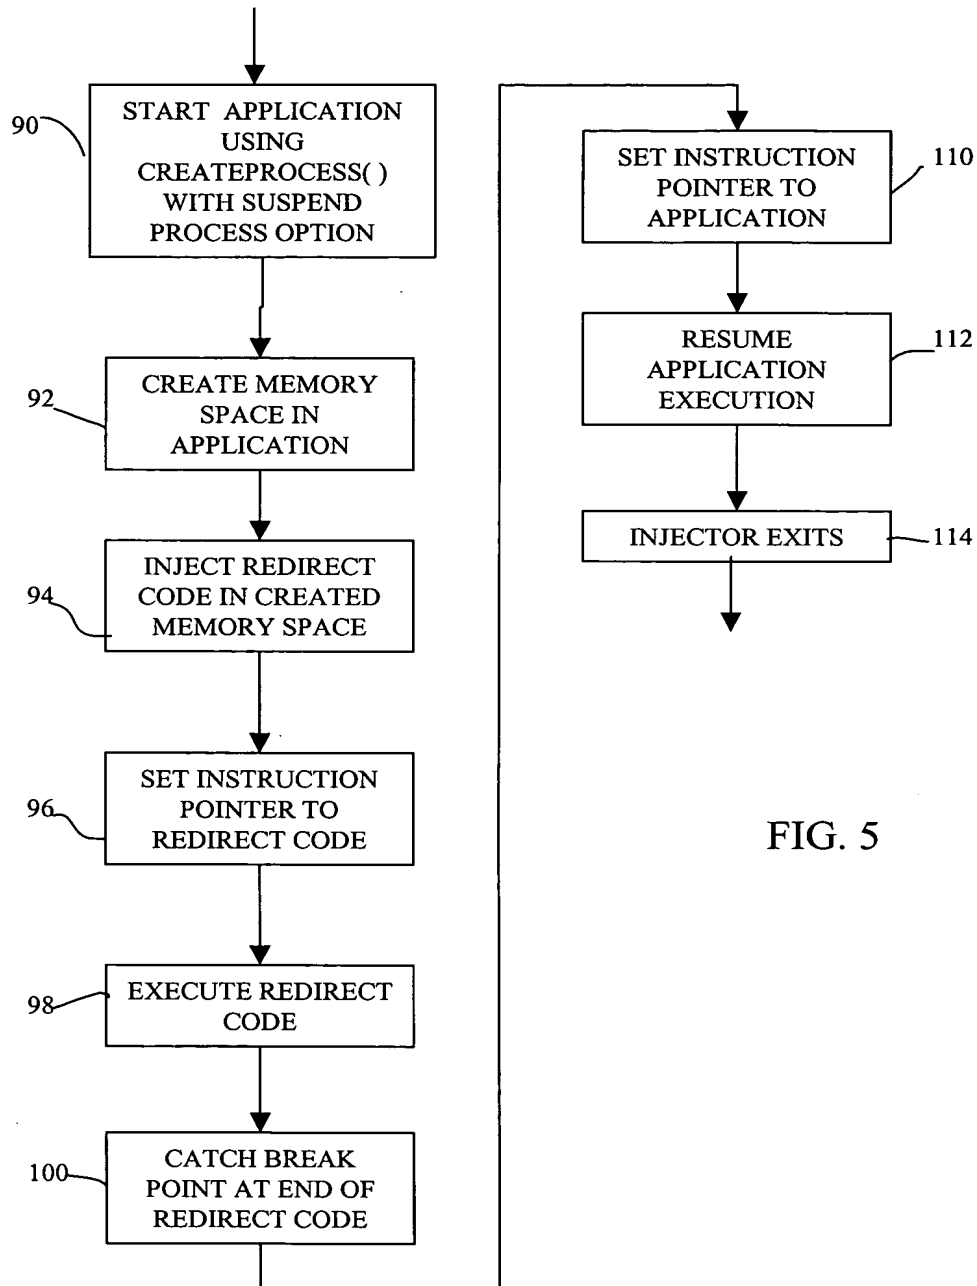 90
START APPLICATION
USING
CREATEPROCESS( )
WITH SUSPEND
PROCESS OPTION
92
CREATE MEMORY
SPACE IN
APPLICATION
94
INJECT REDIRECT
CODE IN CREATED
MEMORY SPACE
96
SET INSTRUCTION
POINTER TO
REDIRECT CODE
98
EXECUTE REDIRECT
CODE
100
CATCH BREAK
POINT AT END OF
REDIRECT CODE
SET INSTRUCTION
POINTER TO
APPLICATION
110
RESUME
APPLICATION
EXECUTION
112
INJECTOR EXITS
114
FIG. 5